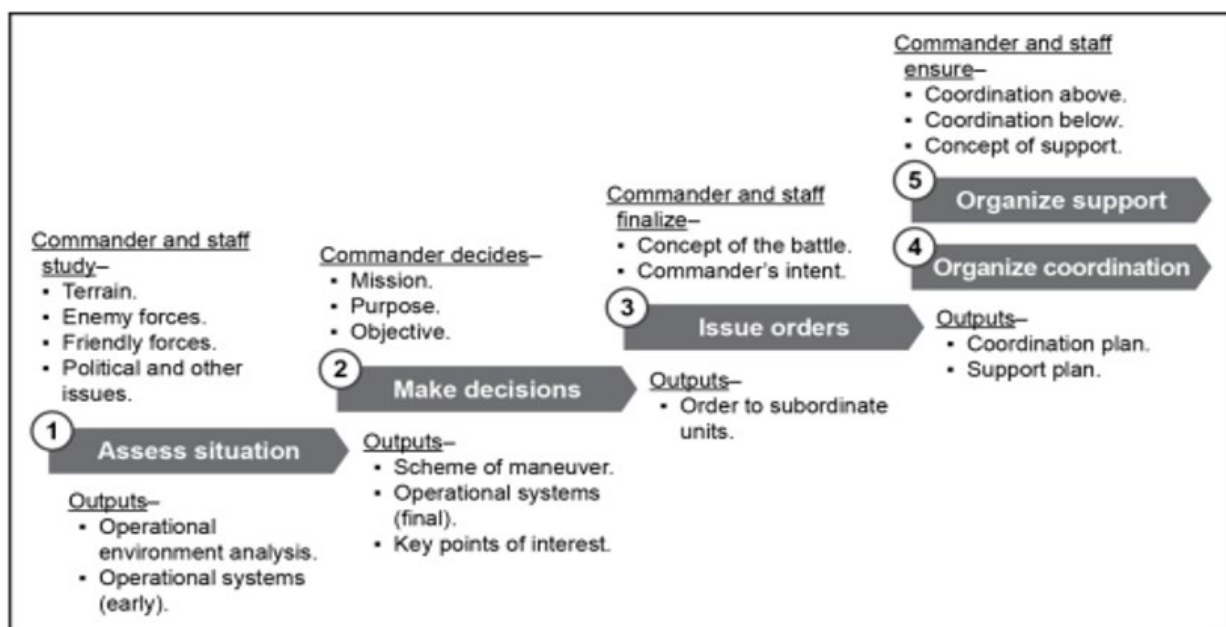 Commander and staff
study–
▪ Terrain.
▪ Enemy forces.
▪ Friendly forces.
▪ Political and other
issues.
1
Assess situation
Outputs–
▪ Operational
environment analysis.
▪ Operational systems
(early).
Commander decides–
▪ Mission.
▪ Purpose.
▪ Objective.
2
Make decisions
Outputs–
▪ Scheme of maneuver.
▪ Operational systems
(final).
▪ Key points of interest.
Commander and staff
finalize–
▪ Concept of the battle.
▪ Commander's intent.
3
Issue orders
Outputs–
▪ Order to subordinate
units.
Commander and staff
ensure–
▪ Coordination above.
▪ Coordination below.
▪ Concept of support.
5
Organize support
4
Organize coordination
Outputs–
▪ Coordination plan.
▪ Support plan.